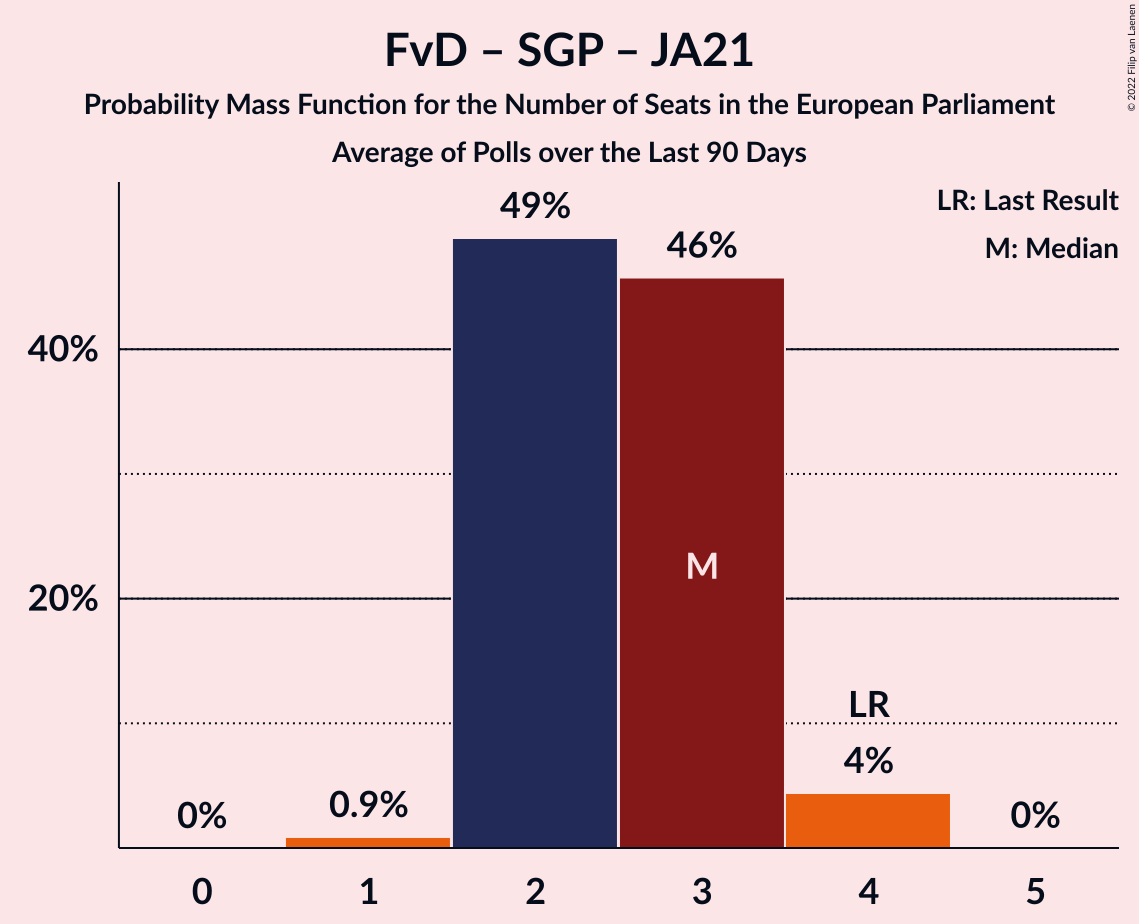 FvD – SGP – JA21
Probability Mass Function for the Number of Seats in the European Parliament
Average of Polls over the Last 90 Days
© 2022 Filip van Laenen
LR: Last Result
M: Median
49%
46%
40%
M
20%
LR
4%
0%
0.9%
0%
0 1 2 3 4 5